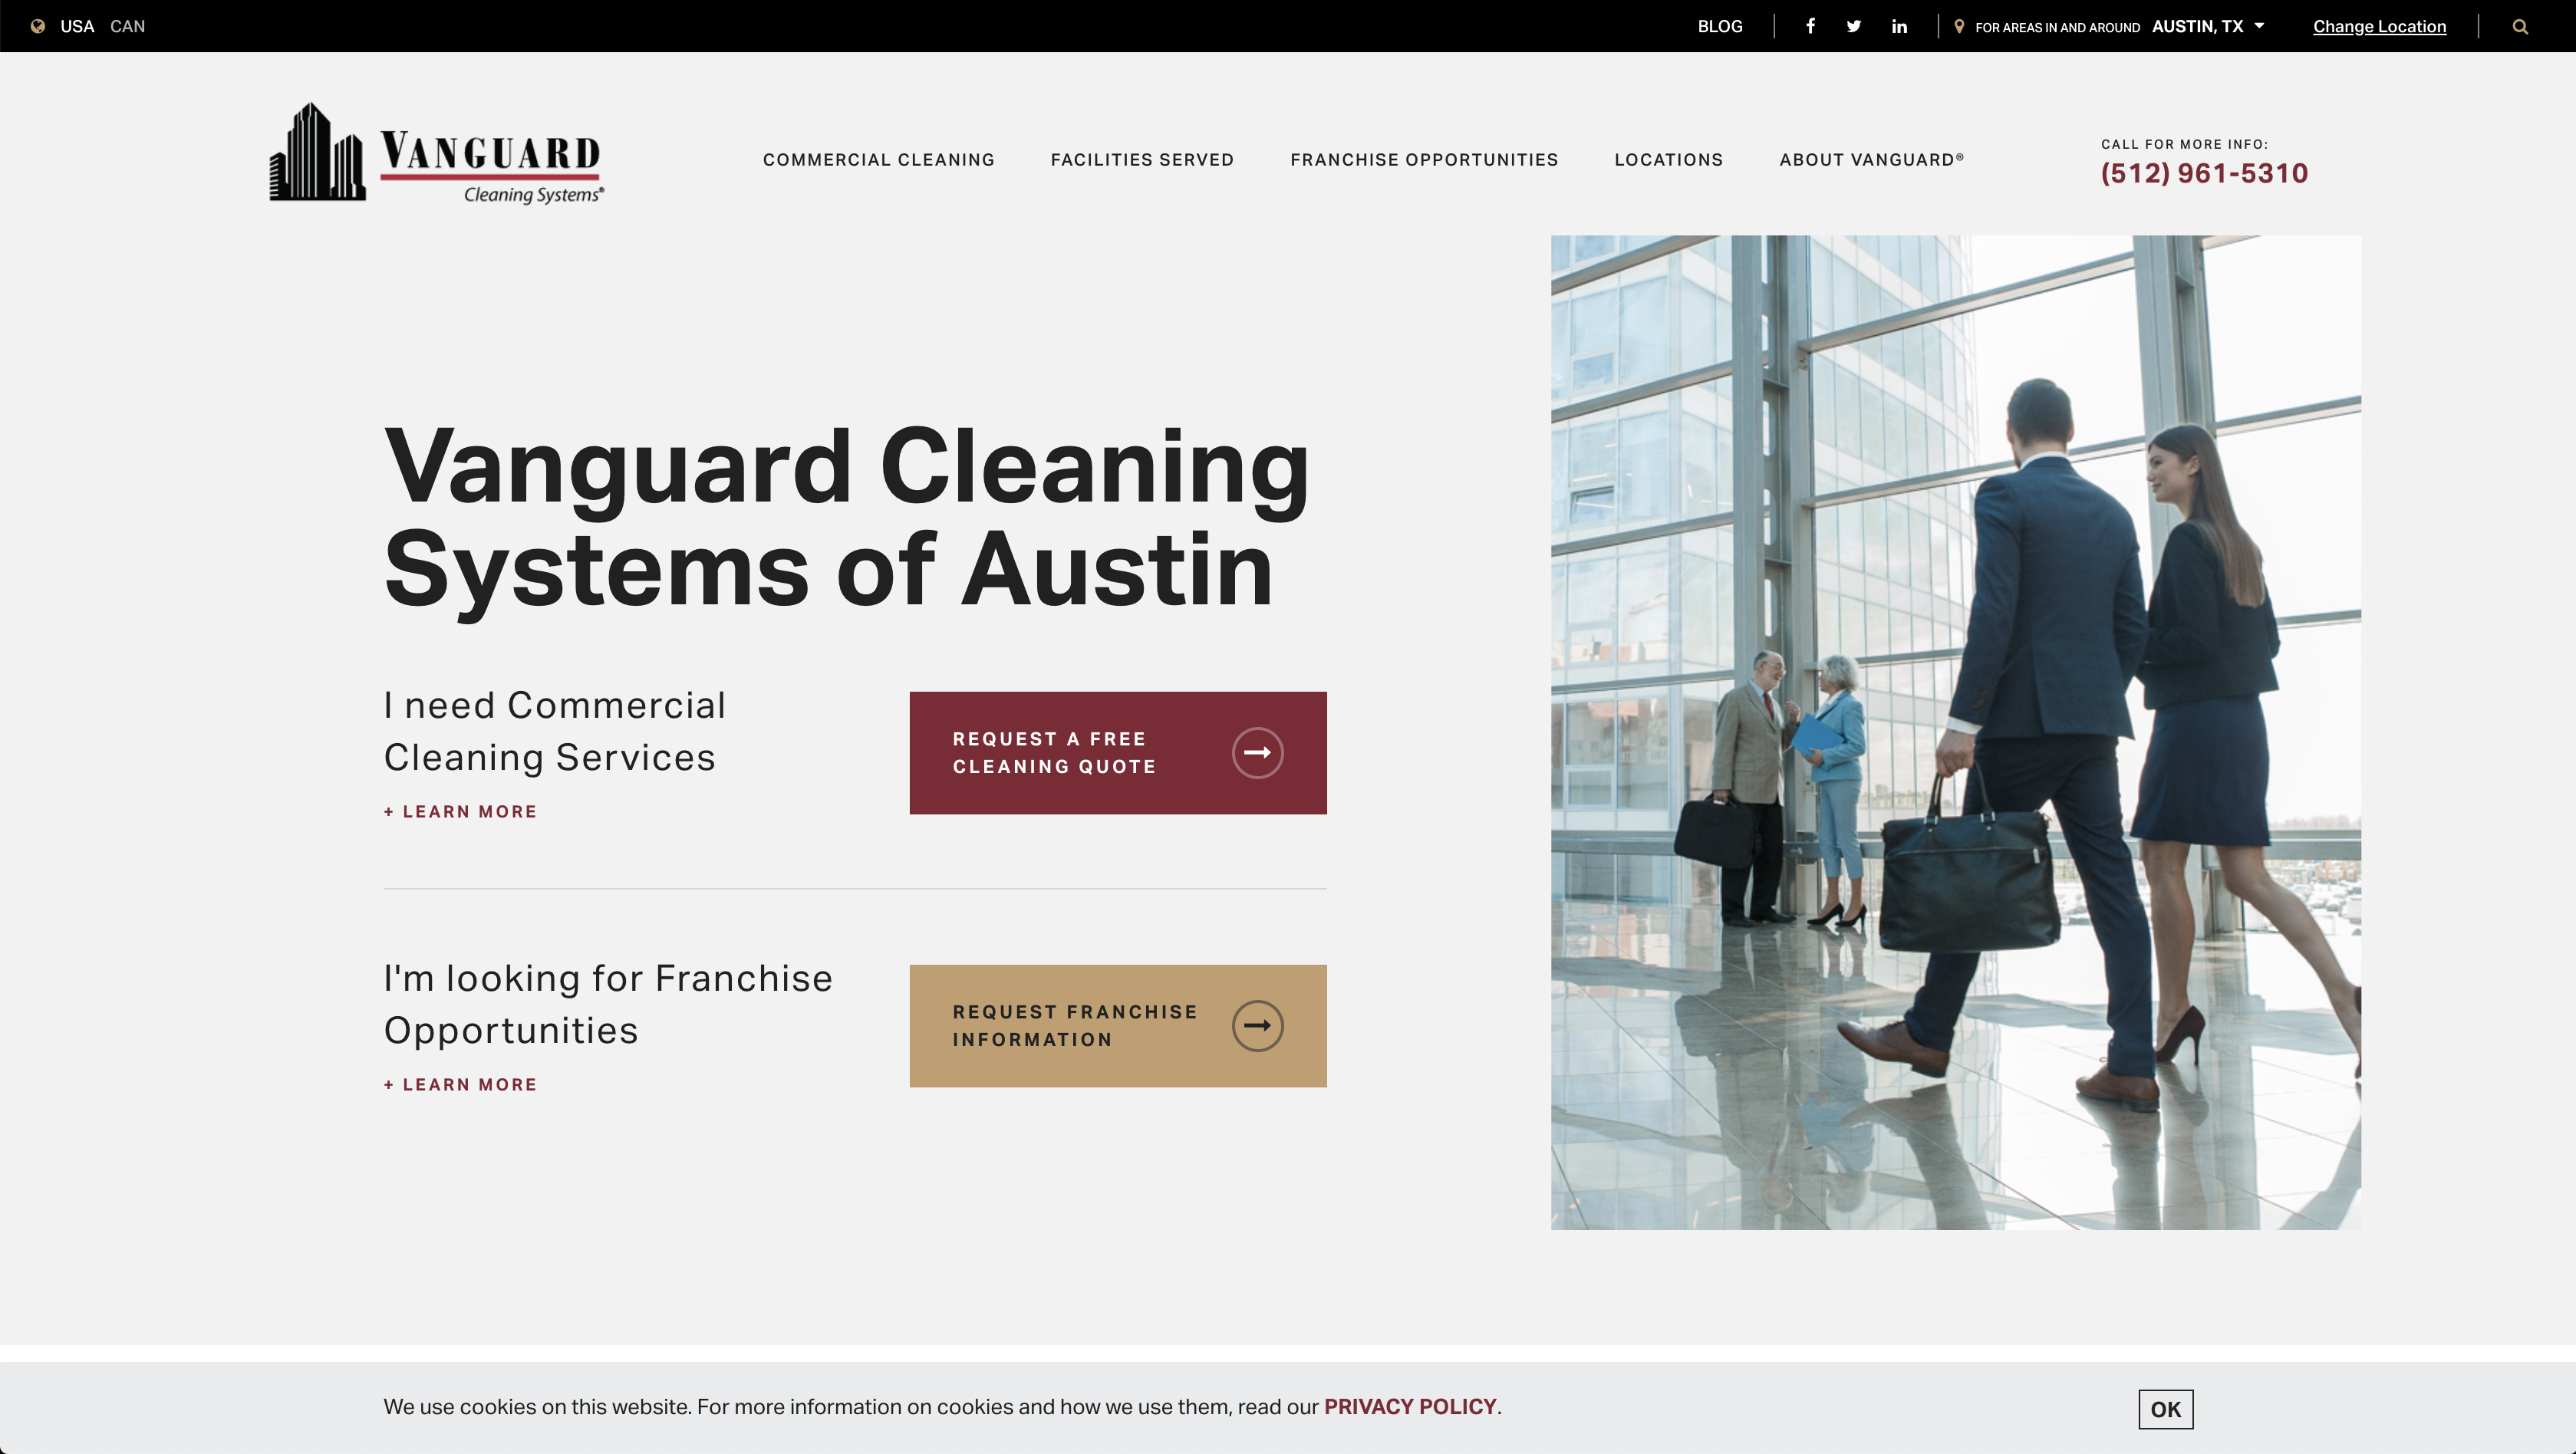 USA CAN BLOG FOR AREAS IN AND AROUND AUSTIN, TX Change Location
VANGUARD
Cleaning Systems®
COMMERCIAL CLEANING FACILITIES SERVED FRANCHISE OPPORTUNITIES LOCATIONS ABOUT VANGUARD®
CALL FOR MORE INFO:
(512) 961-5310
Vanguard Cleaning
Systems of Austin
I need Commercial
Cleaning Services
+ LEARN MORE
REQUEST A FREE
CLEANING QUOTE
I'm looking for Franchise
Opportunities
+ LEARN MORE
REQUEST FRANCHISE
INFORMATION
We use cookies on this website. For more information on cookies and how we use them, read our PRIVACY POLICY.
OK